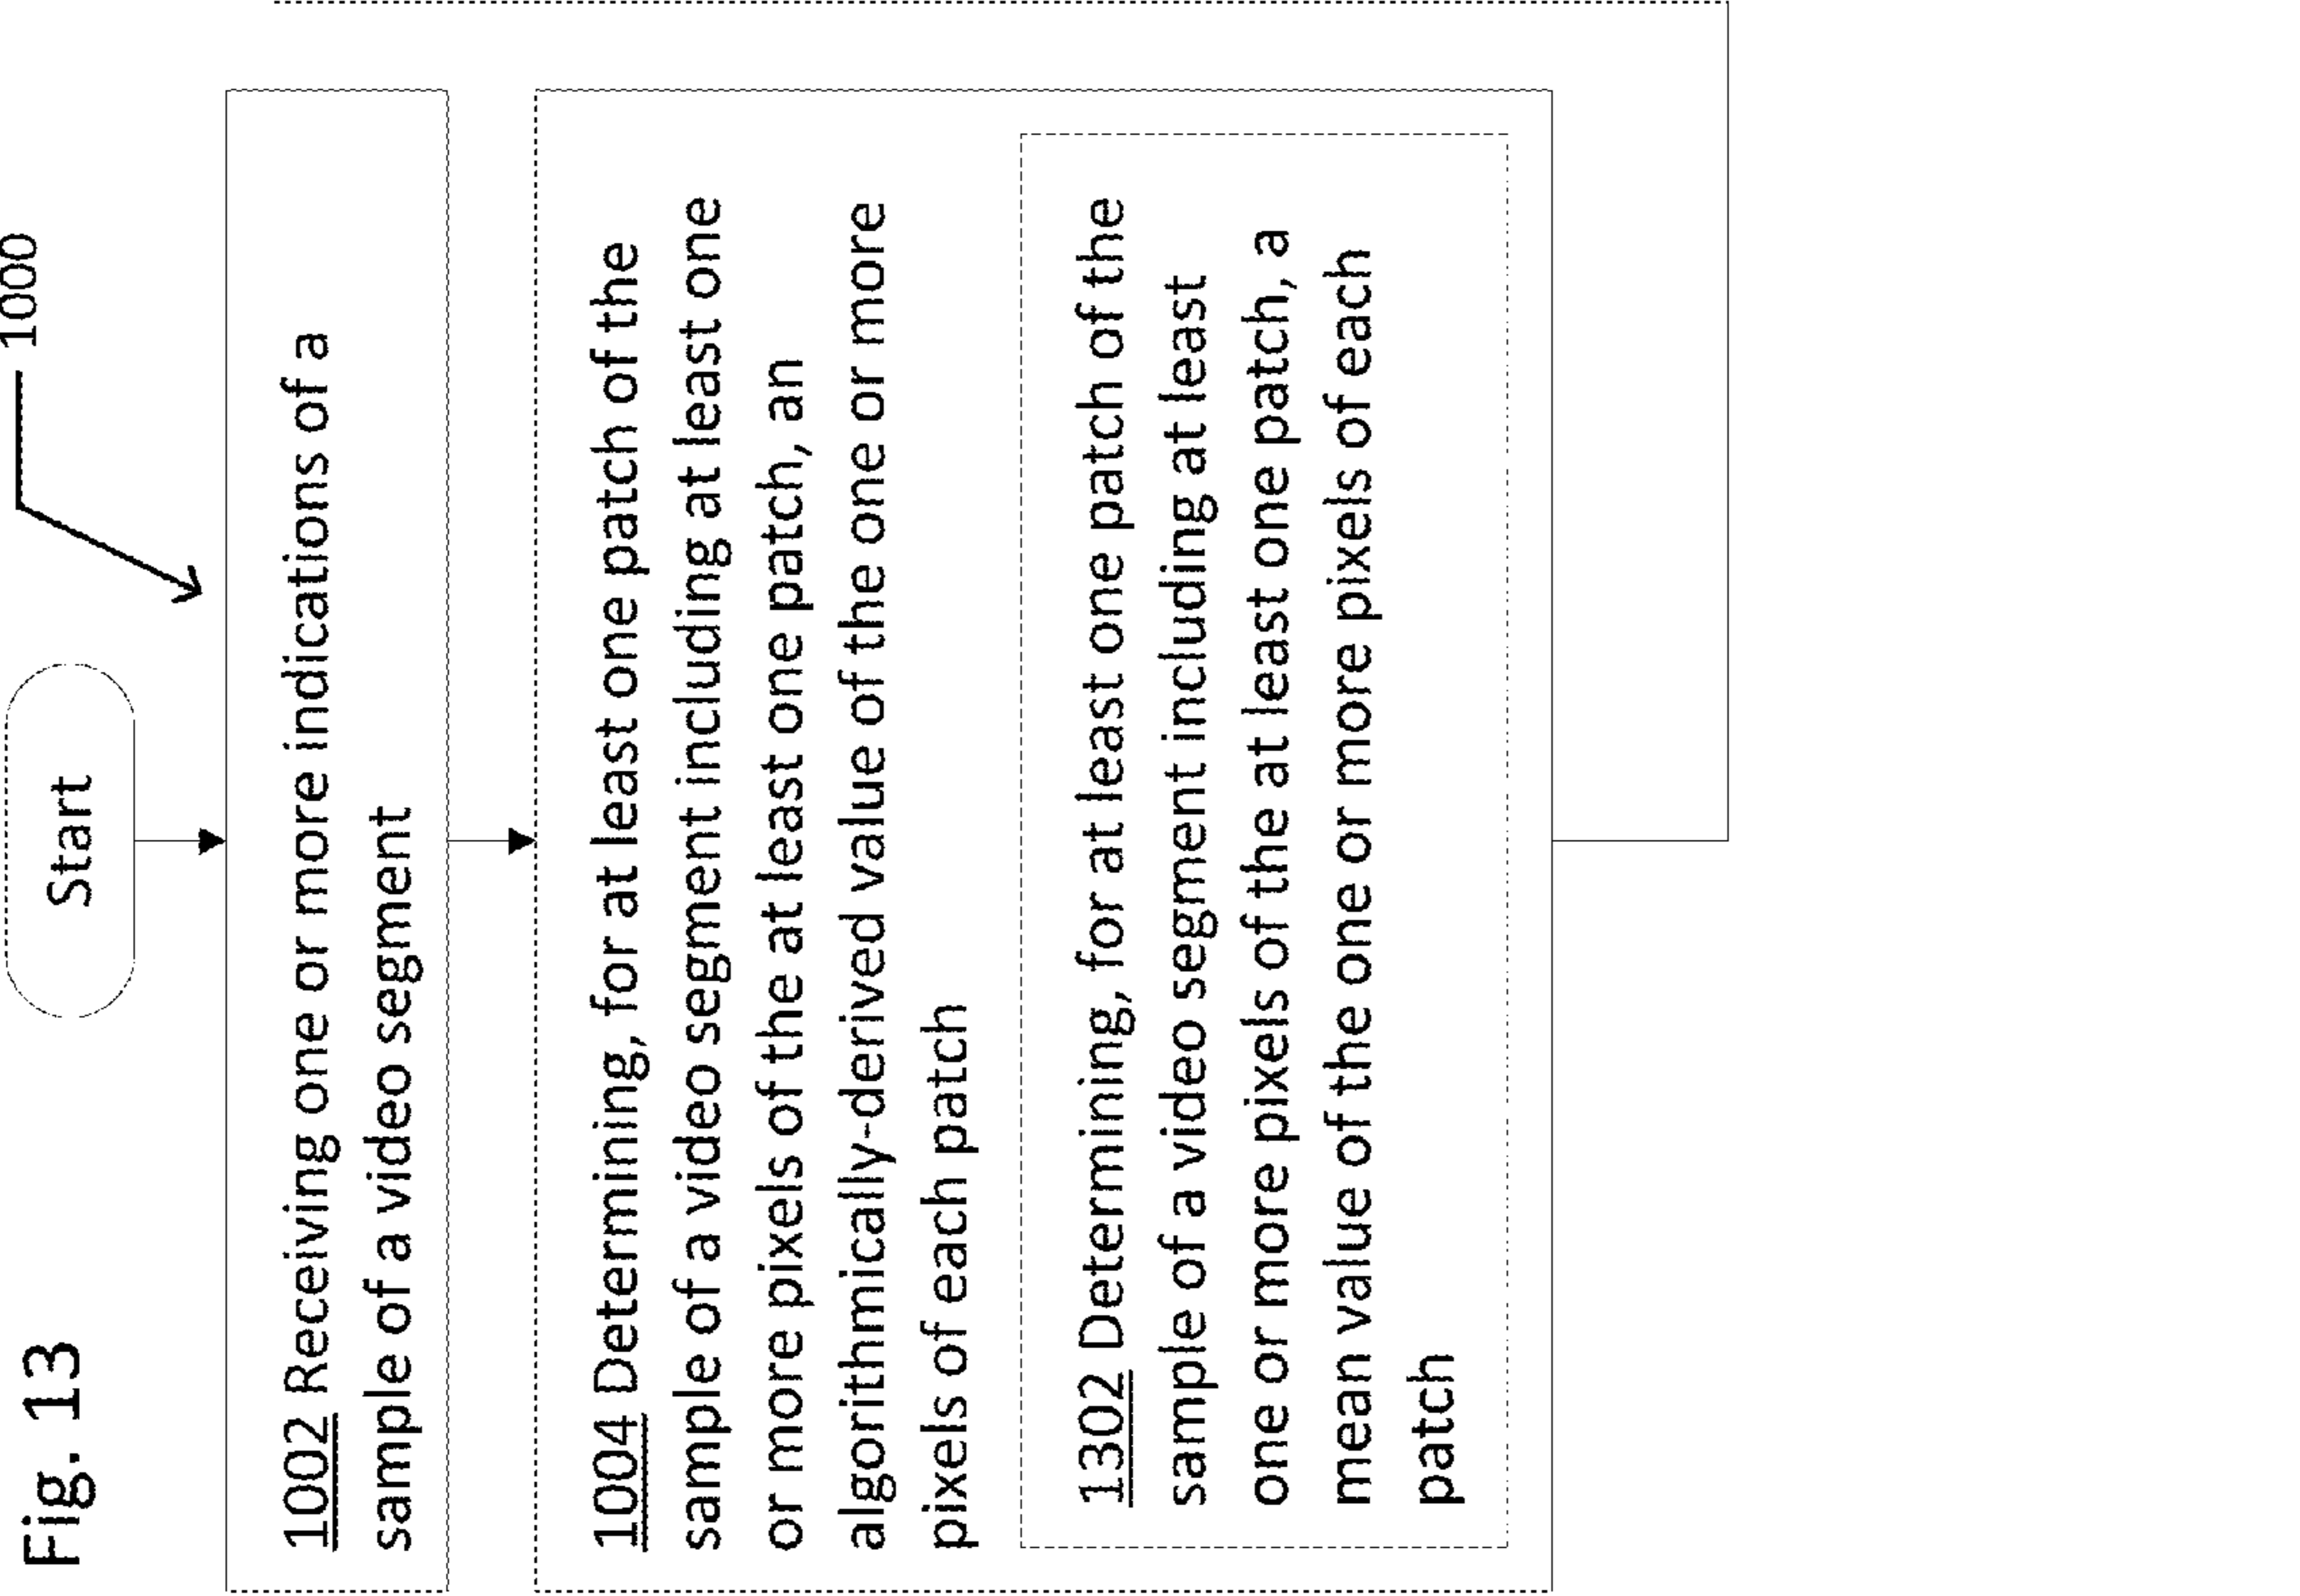 Fig. 13
1000
Start
1002 Receiving one or more indications of a
sample of a video segment
1004 Determining, for at least one patch of the
sample of a video segment including at least one
or more pixels of the at least one patch, an
algorithmically-derived value of the one or more
pixels of each patch
1302 Determining, for at least one patch of the
sample of a video segment including at least
one or more pixels of the at least one patch, a
mean value of the one or more pixels of each
patch